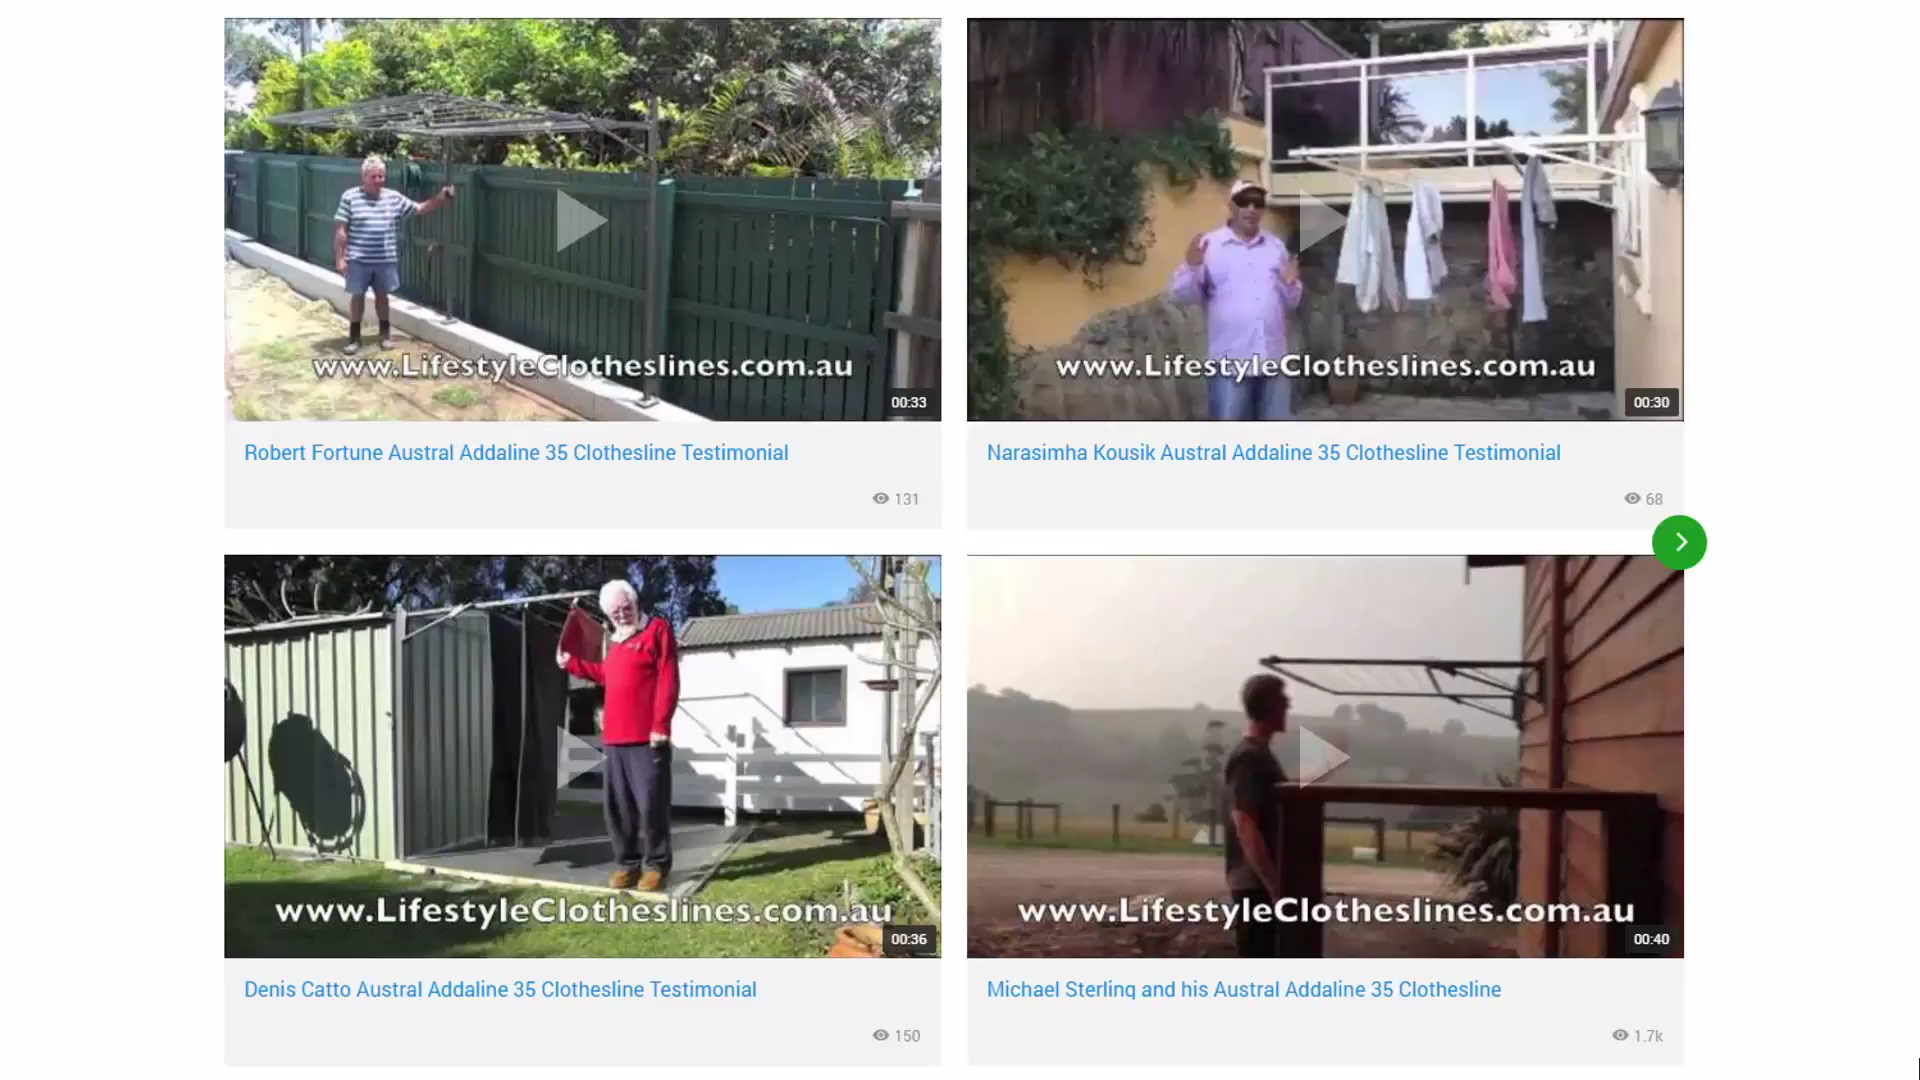 www.LifestyleClotheslines.com.au
00:33
Robert Fortune Austral Addaline 35 Clothesline Testimonial
131
www.LifestyleClotheslines.com.au
00:30
Narasimha Kousik Austral Addaline 35 Clothesline Testimonial
68
www.LifestyleClotheslines.com.au
00:36
Denis Catto Austral Addaline 35 Clothesline Testimonial
150
www.LifestyleClotheslines.com.au
00:40
Michael Sterling and his Austral Addaline 35 Clothesline
1.7k